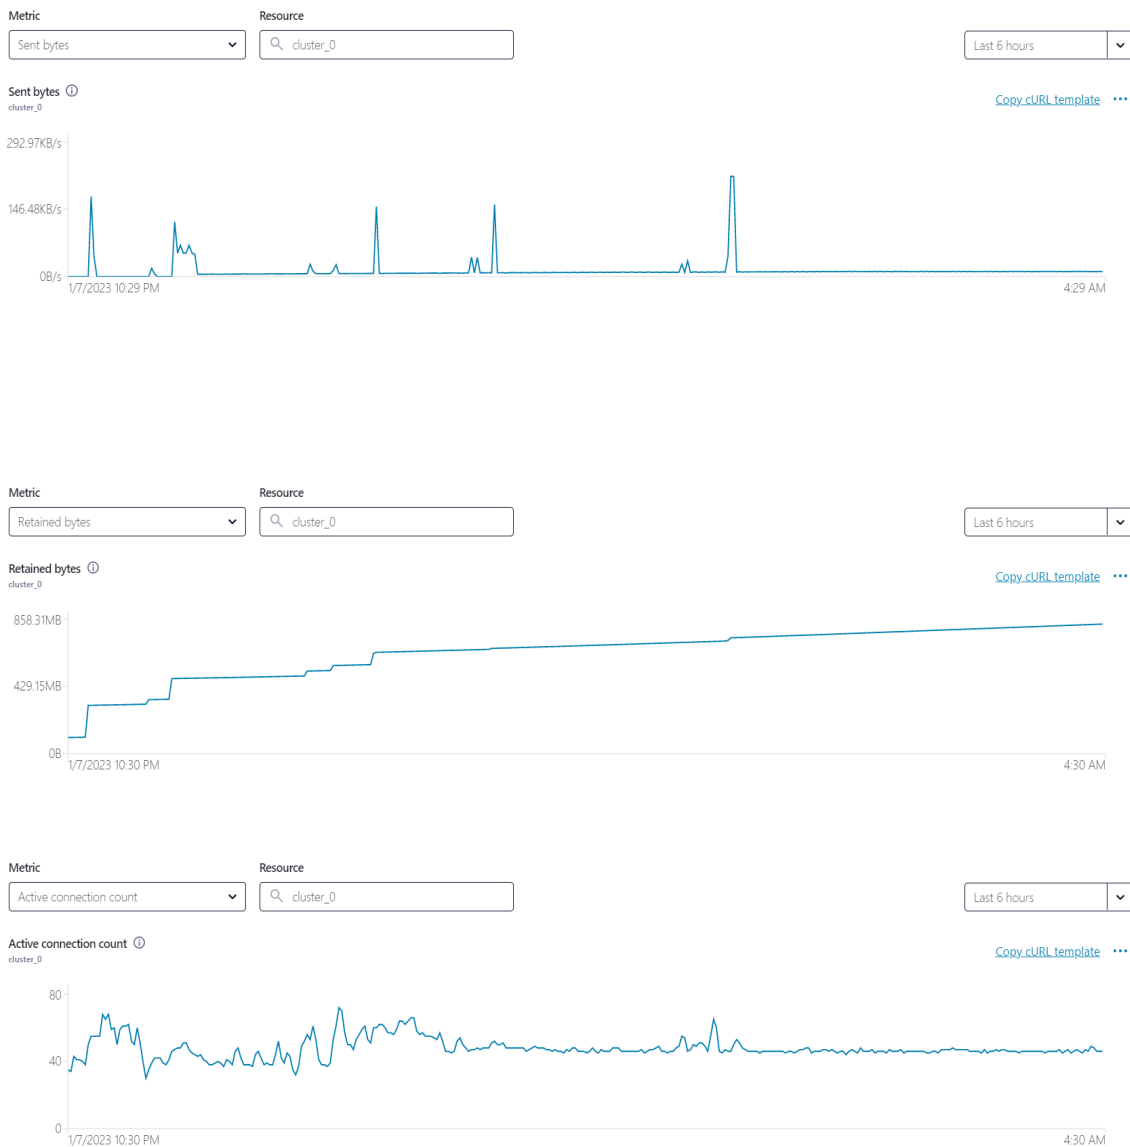 Metric Resource
Sent bytes cluster_0 Last 6 hours
Sent bytes
cluster_0
Copy cURL template
292.97KB/s
146.48KB/s
0B/s
1/7/2023 10:29 PM 4:29 AM
Metric Resource
Retained bytes cluster_0 Last 6 hours
Retained bytes
cluster_0
Copy cURL template
858.31MB
429.15MB
0B
1/7/2023 10:30 PM 4:30 AM
Metric Resource
Active connection count cluster_0 Last 6 hours
Active connection count
cluster_0
Copy cURL template
80
40
0
1/7/2023 10:30 PM 4:30 AM